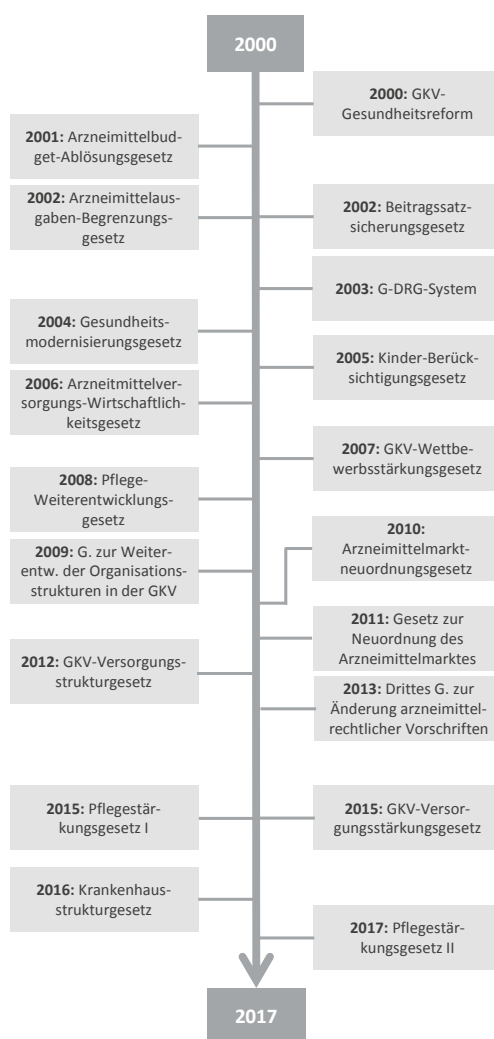 2000
2000: GKV-
Gesundheitsreform
2001: Arzneimittelbud-
get-Ablösungsgesetz
2002: Arzneimittelaus-
gaben-Begrenzungs-
gesetz
2002: Beitragssatz-
sicherungsgesetz
2003: G-DRG-System
2004: Gesundheits-
modernisierungsgesetz
2005: Kinder-Berück-
sichtigungsgesetz
2006: Arzneitmittelver-
sorgungs-Wirtschaftlich-
keitsgesetz
2007: GKV-Wettbe-
werbsstärkungsgesetz
2008: Pflege-
Weiterentwicklungs-
gesetz
2009: G. zur Weiter-
entw. der Organisations-
strukturen in der GKV
2010:
Arzneimittelmarkt-
neuordnungsgesetz
2011: Gesetz zur
Neuordnung des
Arzneimittelmarktes
2012: GKV-Versorgungs-
strukturgesetz
2013: Drittes G. zur
Änderung arzneimittel-
rechtlicher Vorschriften
2015: Pflegestär-
kungsgesetz I
2015: GKV-Versor-
gungsstärkungsgesetz
2016: Krankenhaus-
strukturgesetz
2017: Pflegestär-
kungsgesetz II
2017